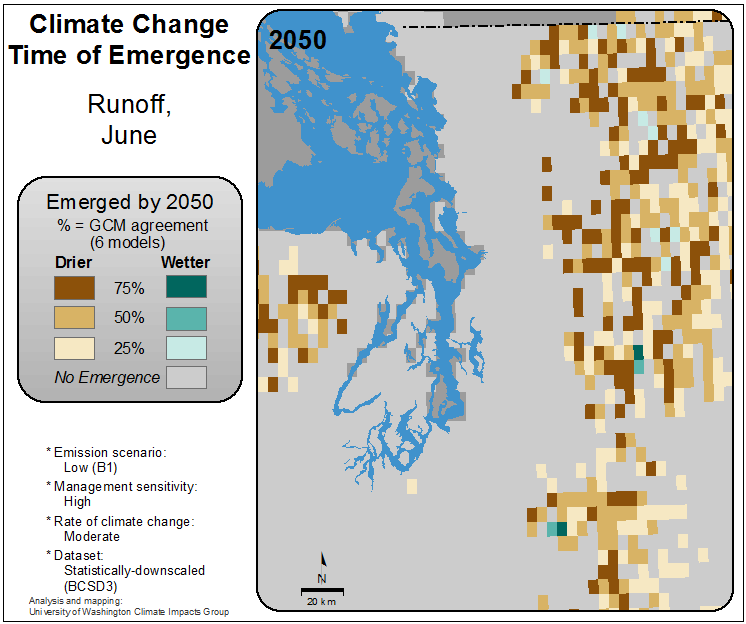 Climate Change
Time of Emergence
Runoff,
June
Emerged by 2050
% = GCM agreement
(6 models)
Drier Wetter
75%
50%
25%
No Emergence
* Emission scenario:
Low (B1)
* Management sensitivity:
High
* Rate of climate change:
Moderate
* Dataset:
Statistically-downscaled
(BCSD3)
Analysis and mapping:
University of Washington Climate Impacts Group
2050
N
20 km